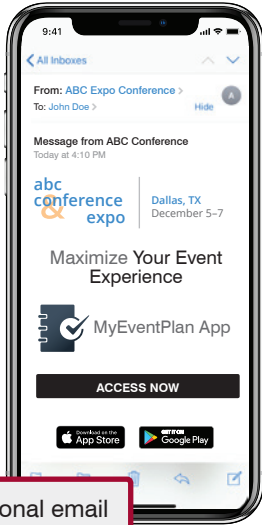 9:41
All Inboxes
From: ABC Expo Conference >
A
To: John Doe >
Hide
Message from ABC Conference
Today at 4:10 PM
abc
conference
&
expo
Dallas, TX
December 5–7
Maximize Your Event
Experience
MyEventPlan App
ACCESS NOW
Download on the
App Store
GET IT ON
Google Play
onal email